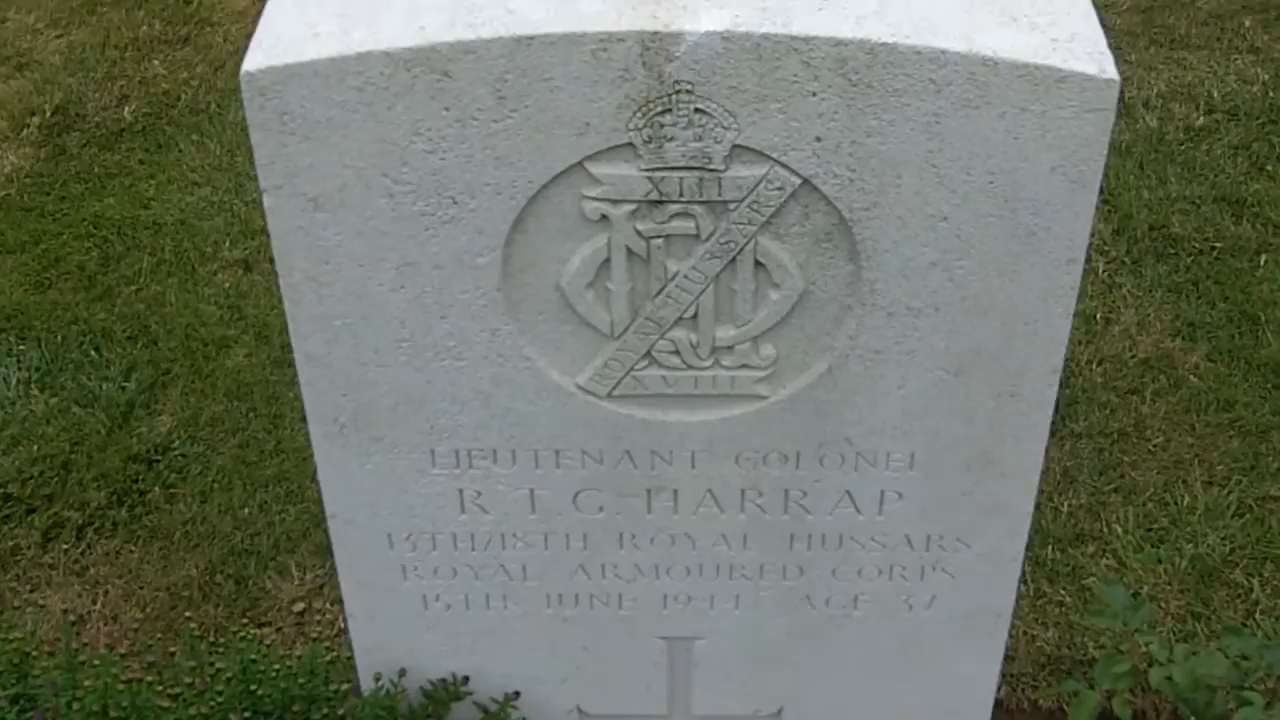 XIII
ROYAL HUSSARS
XVIII
LIEUTENANT COLONEL
R. T. G. HARRAP
13TH/18TH ROYAL HUSSARS
ROYAL ARMOURED CORPS
15TH JUNE 1944 AGE 37